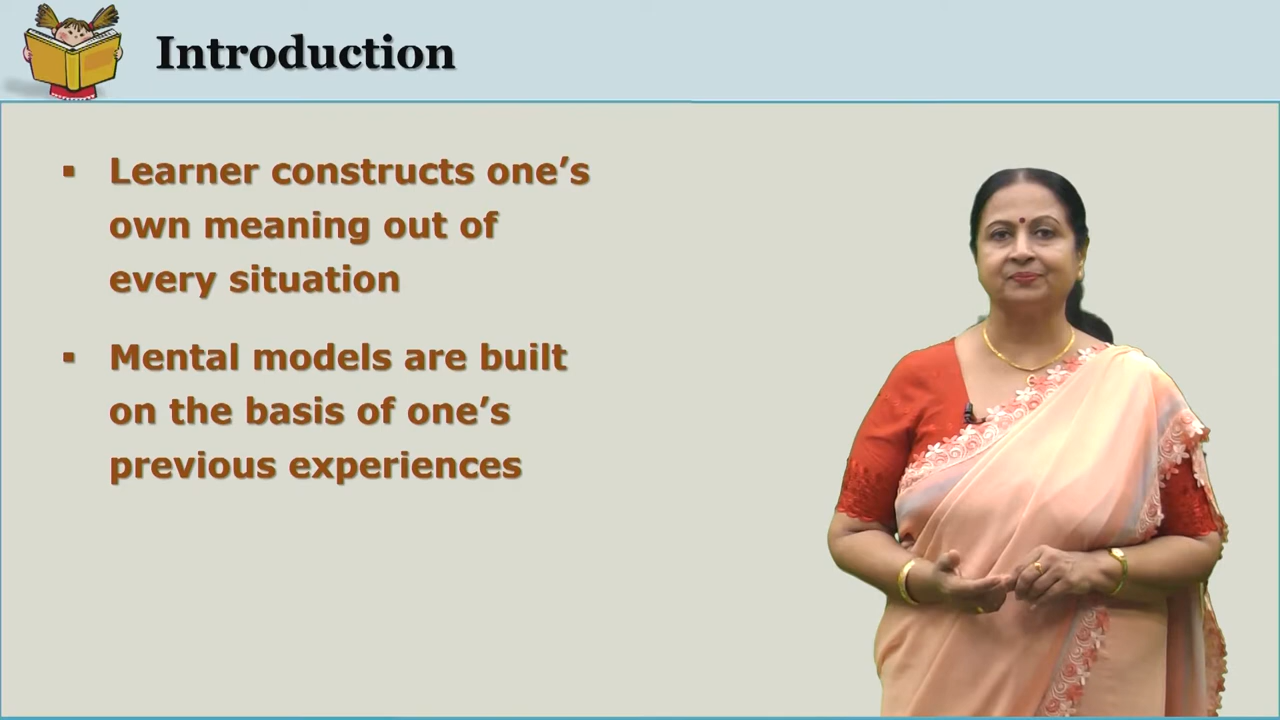 Introduction
▪ Learner constructs one’s
own meaning out of
every situation
▪ Mental models are built
on the basis of one’s
previous experiences